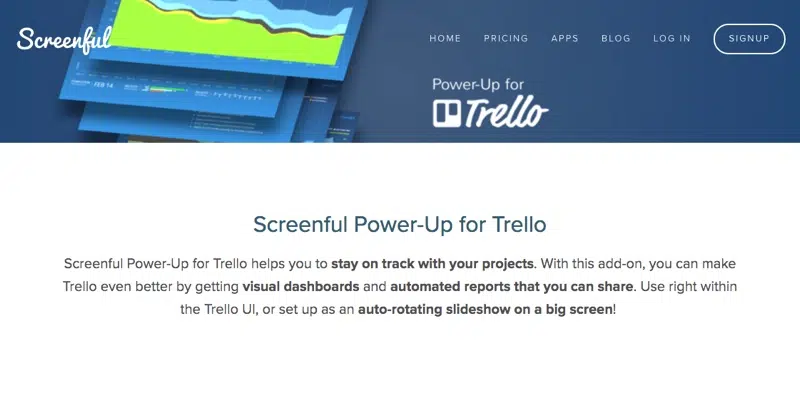 Screenful
HOME PRICING APPS BLOG LOG IN SIGNUP
Power-Up for
Trello
FEB 14
Screenful Power-Up for Trello
Screenful Power-Up for Trello helps you to stay on track with your projects. With this add-on, you can make
Trello even better by getting visual dashboards and automated reports that you can share. Use right within
the Trello UI, or set up as an auto-rotating slideshow on a big screen!